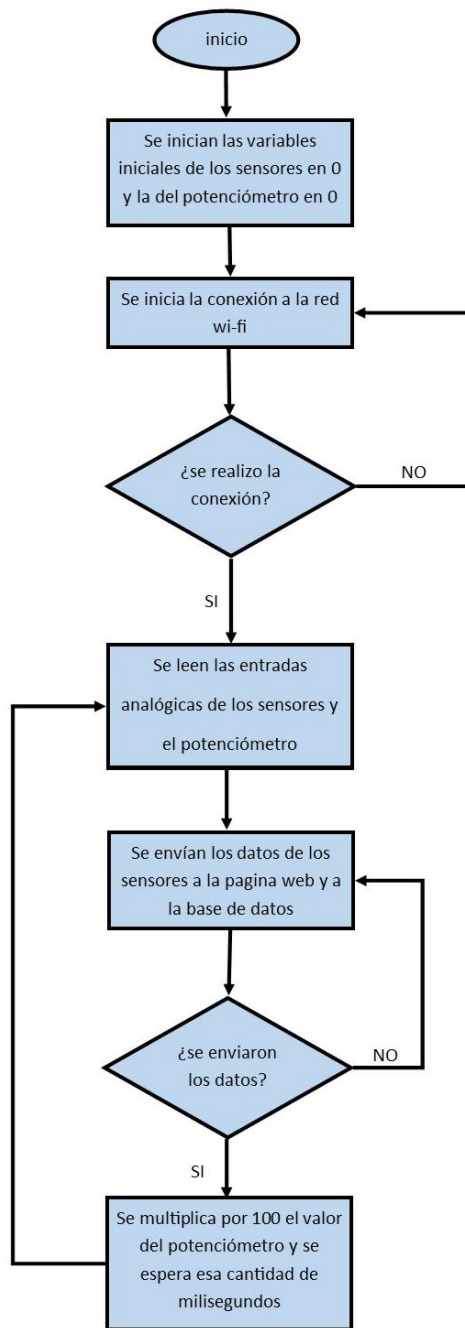 inicio
Se inician las variables
iniciales de los sensores en 0
y la del potenciómetro en 0
Se inicia la conexión a la red
wi-fi
¿se realizo la
conexión?
NO
SI
Se leen las entradas
analógicas de los sensores y
el potenciómetro
Se envían los datos de los
sensores a la pagina web y a
la base de datos
¿se enviaron
los datos?
NO
SI
Se multiplica por 100 el valor
del potenciómetro y se
espera esa cantidad de
milisegundos